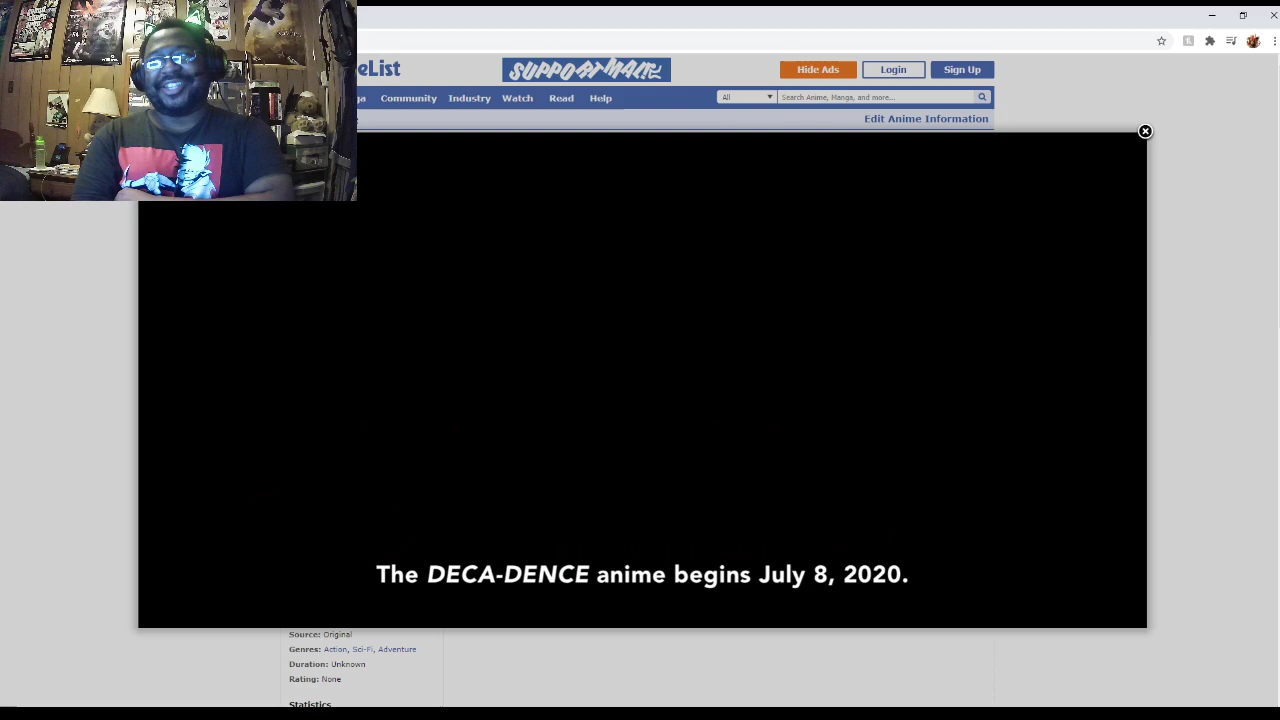 eList
SUPPORT MAL
Hide Ads
Login
Sign Up
ga
Community
Industry
Watch
Read
Help
All
Search Anime, Manga, and more...
Edit Anime Information
The DECA-DENCE anime begins July 8, 2020.
Source: Original
Genres: Action, Sci-Fi, Adventure
Duration: Unknown
Rating: None
Statistics